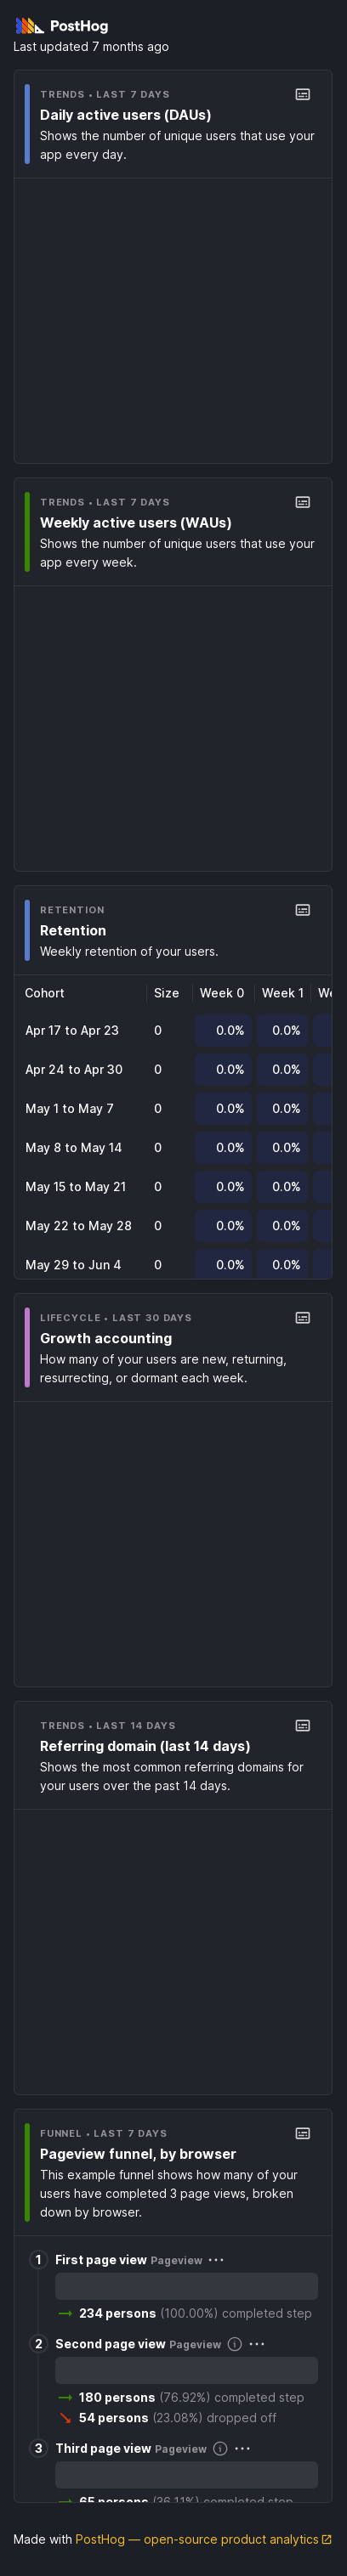 PostHog
Last updated 7 months ago
TRENDS • LAST 7 DAYS
Daily active users (DAUs)
Shows the number of unique users that use your
app every day.
TRENDS • LAST 7 DAYS
Weekly active users (WAUs)
Shows the number of unique users that use your
app every week.
RETENTION
Retention
Weekly retention of your users.
Cohort Size Week 0 Week 1 We
Apr 17 to Apr 23 0 0.0% 0.0%
Apr 24 to Apr 30 0 0.0% 0.0%
May 1 to May 7 0 0.0% 0.0%
May 8 to May 14 0 0.0% 0.0%
May 15 to May 21 0 0.0% 0.0%
May 22 to May 28 0 0.0% 0.0%
May 29 to Jun 4 0 0.0% 0.0%
LIFECYCLE • LAST 30 DAYS
Growth accounting
How many of your users are new, returning,
resurrecting, or dormant each week.
TRENDS • LAST 14 DAYS
Referring domain (last 14 days)
Shows the most common referring domains for
your users over the past 14 days.
FUNNEL • LAST 7 DAYS
Pageview funnel, by browser
This example funnel shows how many of your
users have completed 3 page views, broken
down by browser.
1 First page view Pageview
234 persons (100.00%) completed step
2 Second page view Pageview
180 persons (76.92%) completed step
54 persons (23.08%) dropped off
3 Third page view Pageview
65 persons (36.11%) completed step
Made with PostHog — open-source product analytics